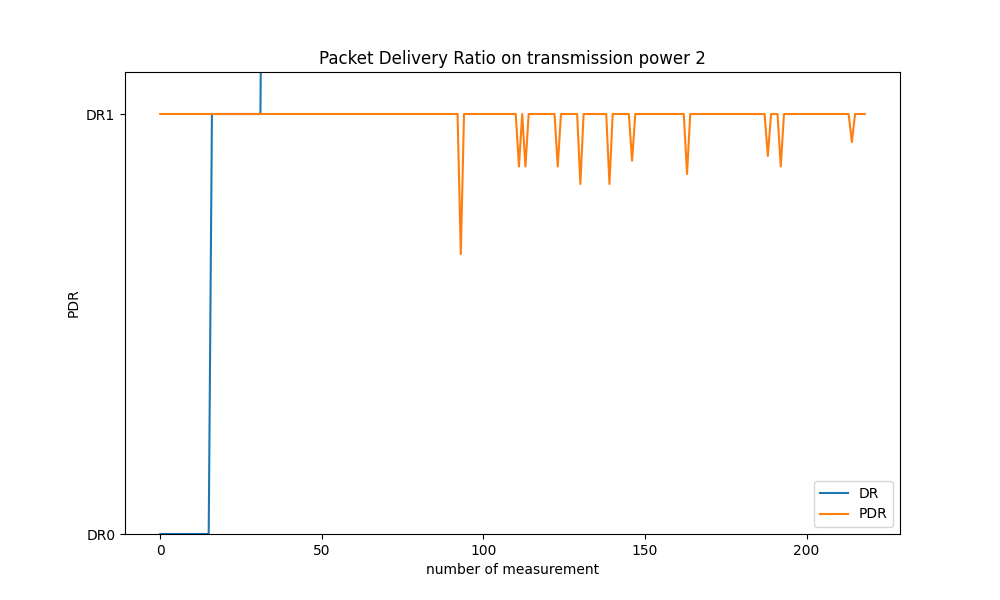 Packet Delivery Ratio on transmission power 2
DR1
PDR
DR0
0 50 100 150 200
number of measurement
DR
PDR